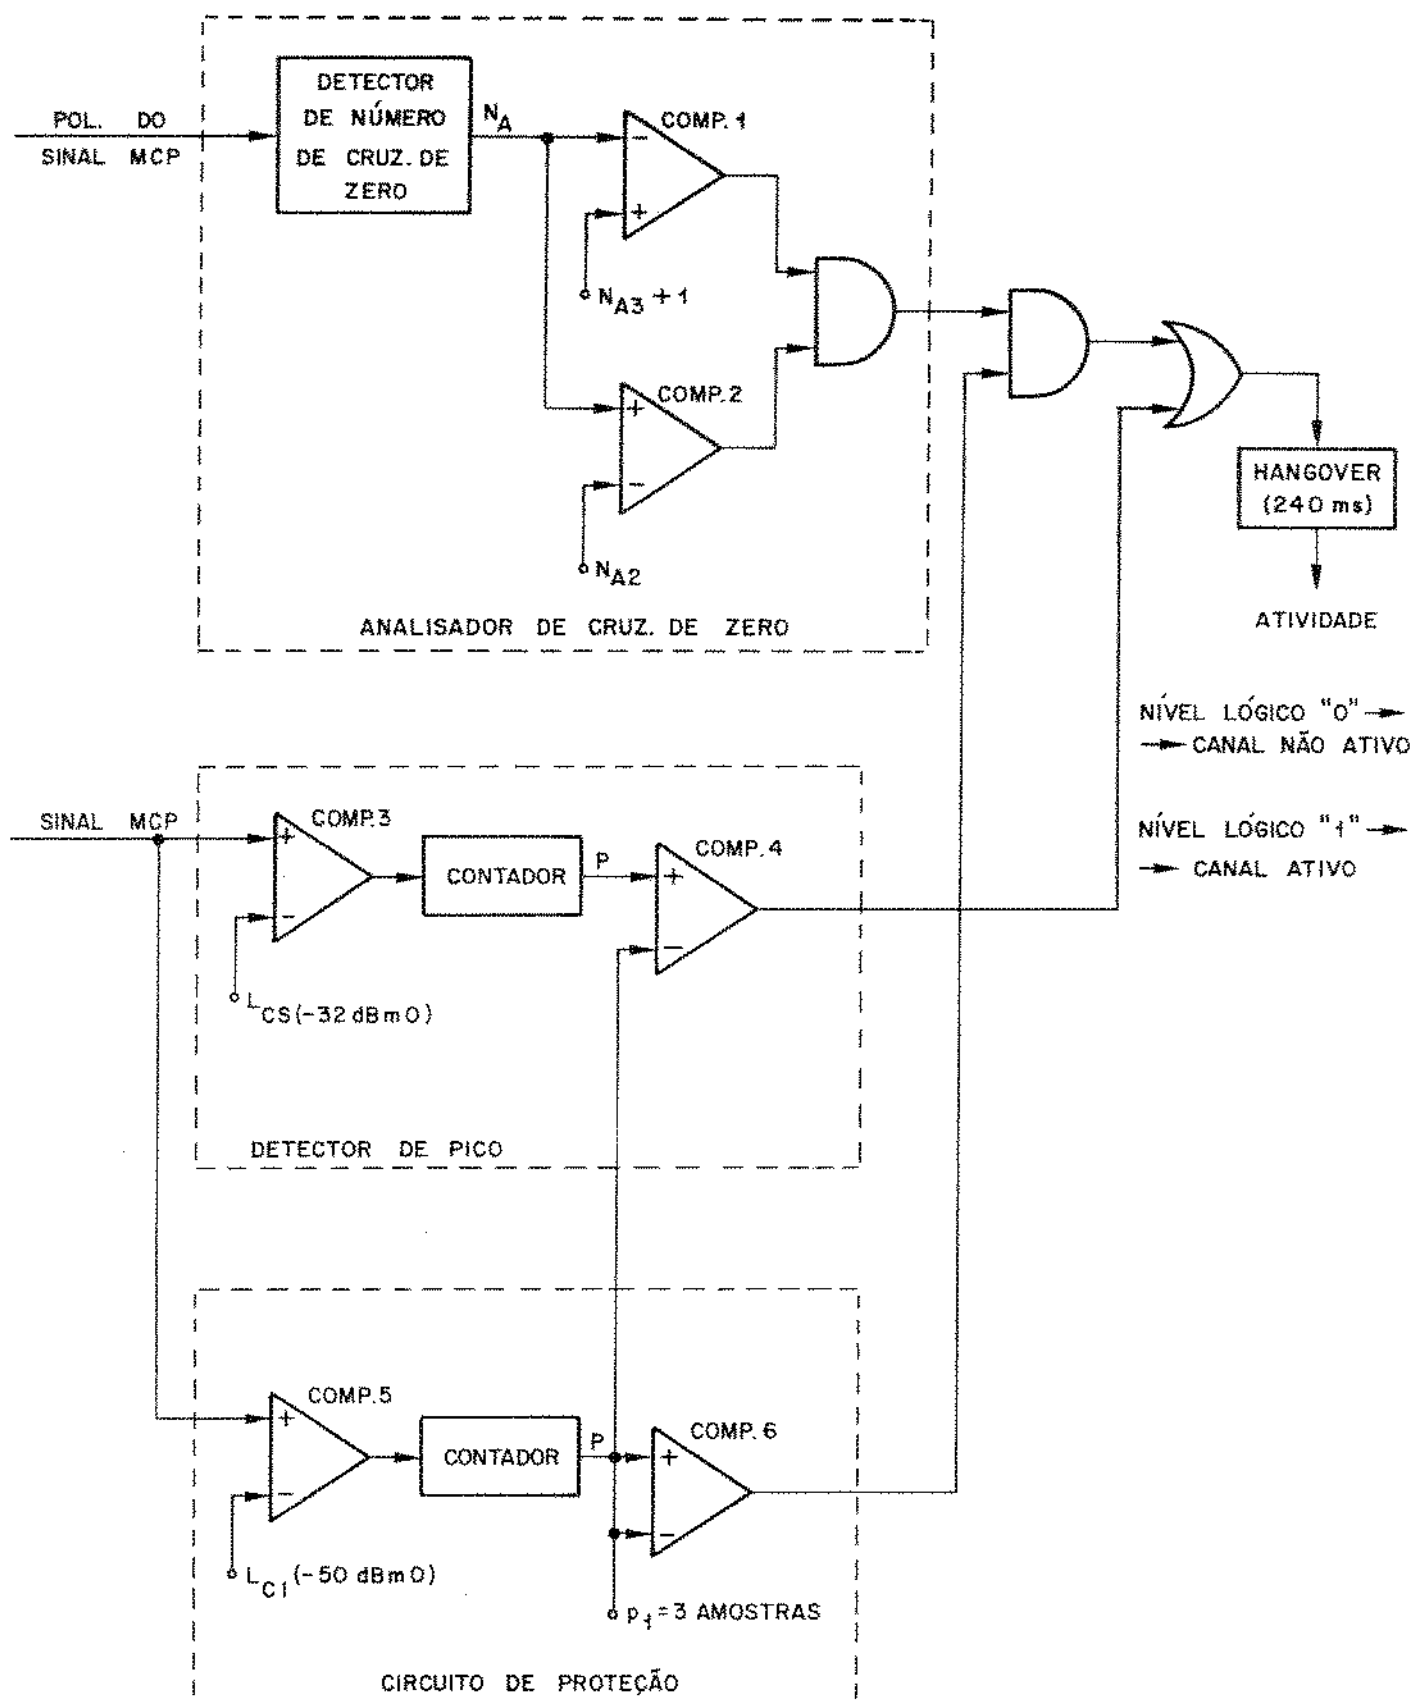 POL. DO
SINAL MCP
DETECTOR
DE NÚMERO
DE CRUZ. DE
ZERO
N_A
COMP. 1
−
+
N_A3 + 1
COMP. 2
+
−
N_A2
ANALISADOR DE CRUZ. DE ZERO
HANGOVER
(240 ms)
ATIVIDADE
NÍVEL LÓGICO "0" →
→ CANAL NÃO ATIVO
NÍVEL LÓGICO "1" →
→ CANAL ATIVO
SINAL MCP
COMP. 3
+
−
CONTADOR
P
COMP. 4
+
−
L_CS (-32 dBm0)
DETECTOR DE PICO
COMP. 5
+
−
CONTADOR
P
COMP. 6
+
−
L_C1 (-50 dBm0)
p_1 = 3 AMOSTRAS
CIRCUITO DE PROTEÇÃO